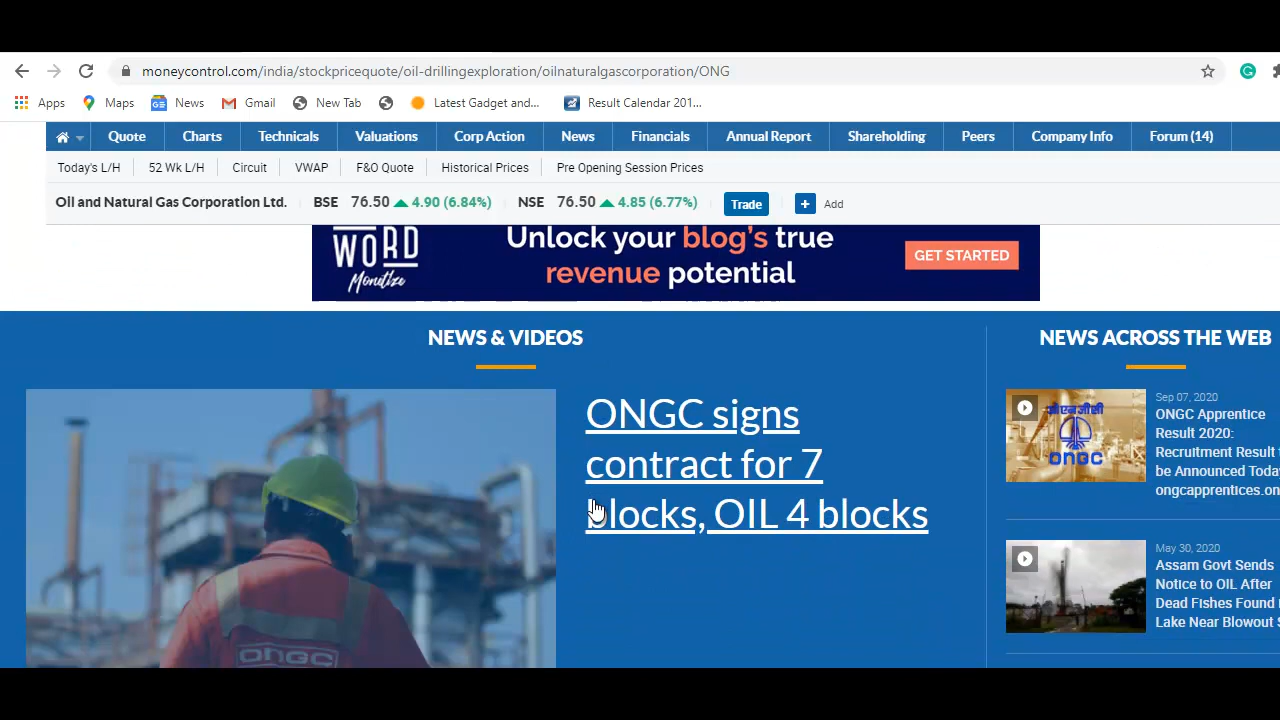 moneycontrol.com/india/stockpricequote/oil-drillingexploration/oilnaturalgascorporation/ONG
Apps Maps News Gmail New Tab Latest Gadget and... Result Calendar 201...
Quote Charts Technicals Valuations Corp Action News Financials Annual Report Shareholding Peers Company Info Forum (14)
Today's L/H 52 Wk L/H Circuit VWAP F&O Quote Historical Prices Pre Opening Session Prices
Oil and Natural Gas Corporation Ltd. BSE 76.50 4.90 (6.84%) NSE 76.50 4.85 (6.77%) Trade + Add
WORD
Monetize
Unlock your blog's true
revenue potential
GET STARTED
NEWS & VIDEOS
ONGC signs
contract for 7
blocks, OIL 4 blocks
ongc
NEWS ACROSS THE WEB
ओएनजीसी
ONGC
Sep 07, 2020
ONGC Apprentice
Result 2020:
Recruitment Result
be Announced Toda
ongcapprentices.on
May 30, 2020
Assam Govt Sends
Notice to OIL After
Dead Fishes Found
Lake Near Blowout